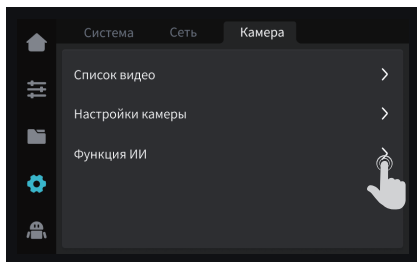 Система Сеть Камера
Список видео
Настройки камеры
Функция ИИ